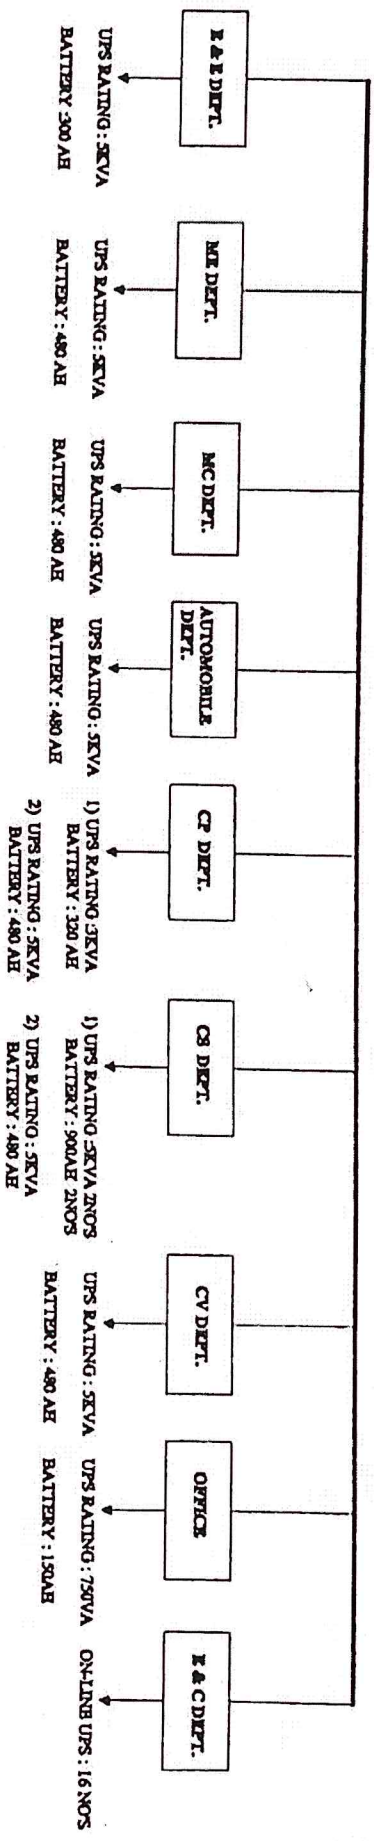 E & E DEPT.
UPS RATING : 5KVA
BATTERY :300 AH
ME DEPT.
UPS RATING : 5KVA
BATTERY : 480 AH
MC DEPT.
UPS RATING : 5KVA
BATTERY : 480 AH
AUTOMOBILE
DEPT.
UPS RATING : 5KVA
BATTERY : 480 AH
CP DEPT.
1) UPS RATING :3KVA
BATTERY : 320 AH
2) UPS RATING : 5KVA
BATTERY : 480 AH
CS DEPT.
1) UPS RATING :5KVA 2NO'S
BATTERY : 900AH 2NO'S
2) UPS RATING : 5KVA
BATTERY : 480 AH
CV DEPT.
UPS RATING : 5KVA
BATTERY : 480 AH
OFFICE
UPS RATING : 750VA
BATTERY : 150AH
E & C DEPT.
ON-LINE UPS : 16 NO'S